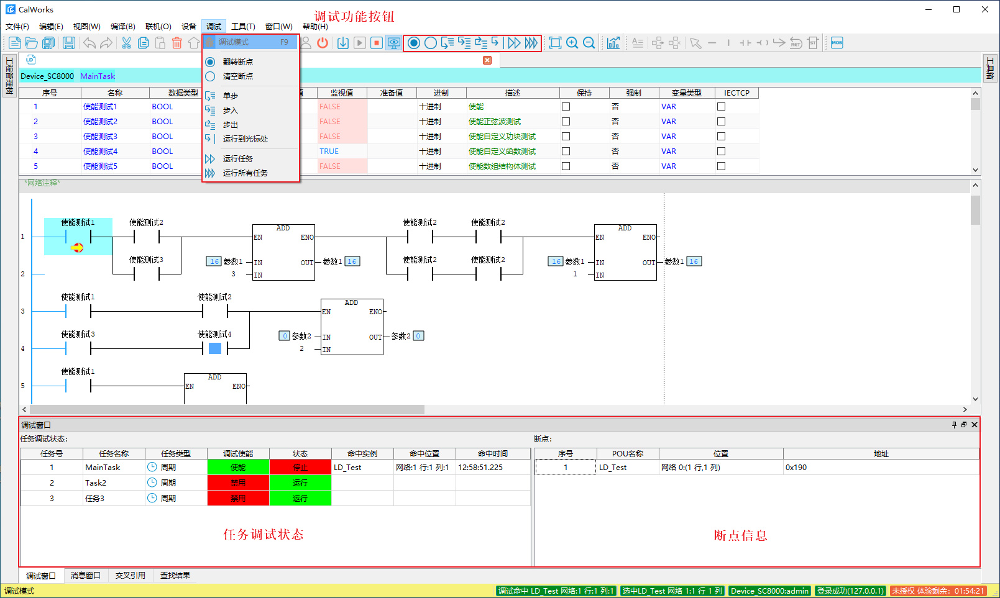 CalWorks
调试功能按钮
文件(F) 编辑(E) 视图(W) 编译(B) 联机(O) 设备 调试 工具(T) 窗口(W) 帮助(H)
RET ST MOB
调试模式 F9
翻转断点
清空断点
单步
步入
步出
运行到光标处
运行任务
运行所有任务
工程管理树
工具箱
LD
Device_SC8000 MainTask
序号 名称 数据类型 值 监视值 准备值 进制 描述 保持 强制 变量类型 IECTCP
1 使能测试1 BOOL FALSE 十进制 使能 否 VAR
2 使能测试2 BOOL FALSE 十进制 使能正弦波测试 否 VAR
3 使能测试3 BOOL FALSE 十进制 使能自定义功块测试 否 VAR
4 使能测试4 BOOL TRUE 十进制 使能自定义函数测试 否 VAR
5 使能测试5 BOOL FALSE 十进制 使能数组结构体测试 否 VAR
*网络注释*
使能测试1 使能测试2 ADD 使能测试2 使能测试2 ADD
1 EN ENO EN ENO
使能测试3 使能测试2 使能测试2
16 参数1 IN OUT 参数1 16 16 参数1 IN OUT 参数1 16
2 3 IN 1 IN
使能测试1 使能测试2 ADD
3 EN ENO
使能测试3 使能测试4 0 参数2 IN OUT 参数2 0
4 2 IN
使能测试1 ADD
5 EN ENO
调试窗口
任务调试状态:
任务号 任务名称 任务类型 调试使能 状态 命中实例 命中位置 命中时间
1 MainTask 周期 使能 停止 LD_Test 网络:1 行:1 列:1 12:58:51.225
2 Task2 周期 禁用 运行
3 任务3 周期 禁用 运行
任务调试状态
断点:
序号 POU名称 位置 地址
1 LD_Test 网络 0:(1 行,1 列) 0x190
断点信息
调试窗口 消息窗口 交叉引用 查找结果
调试模式 调试命中 LD_Test 网络:1 行:1 列:1 选中LD_Test 网络 1:1 行 1 列 Device_SC8000:admin 登录成功(127.0.0.1) 未授权 体验剩余: 01:54:21